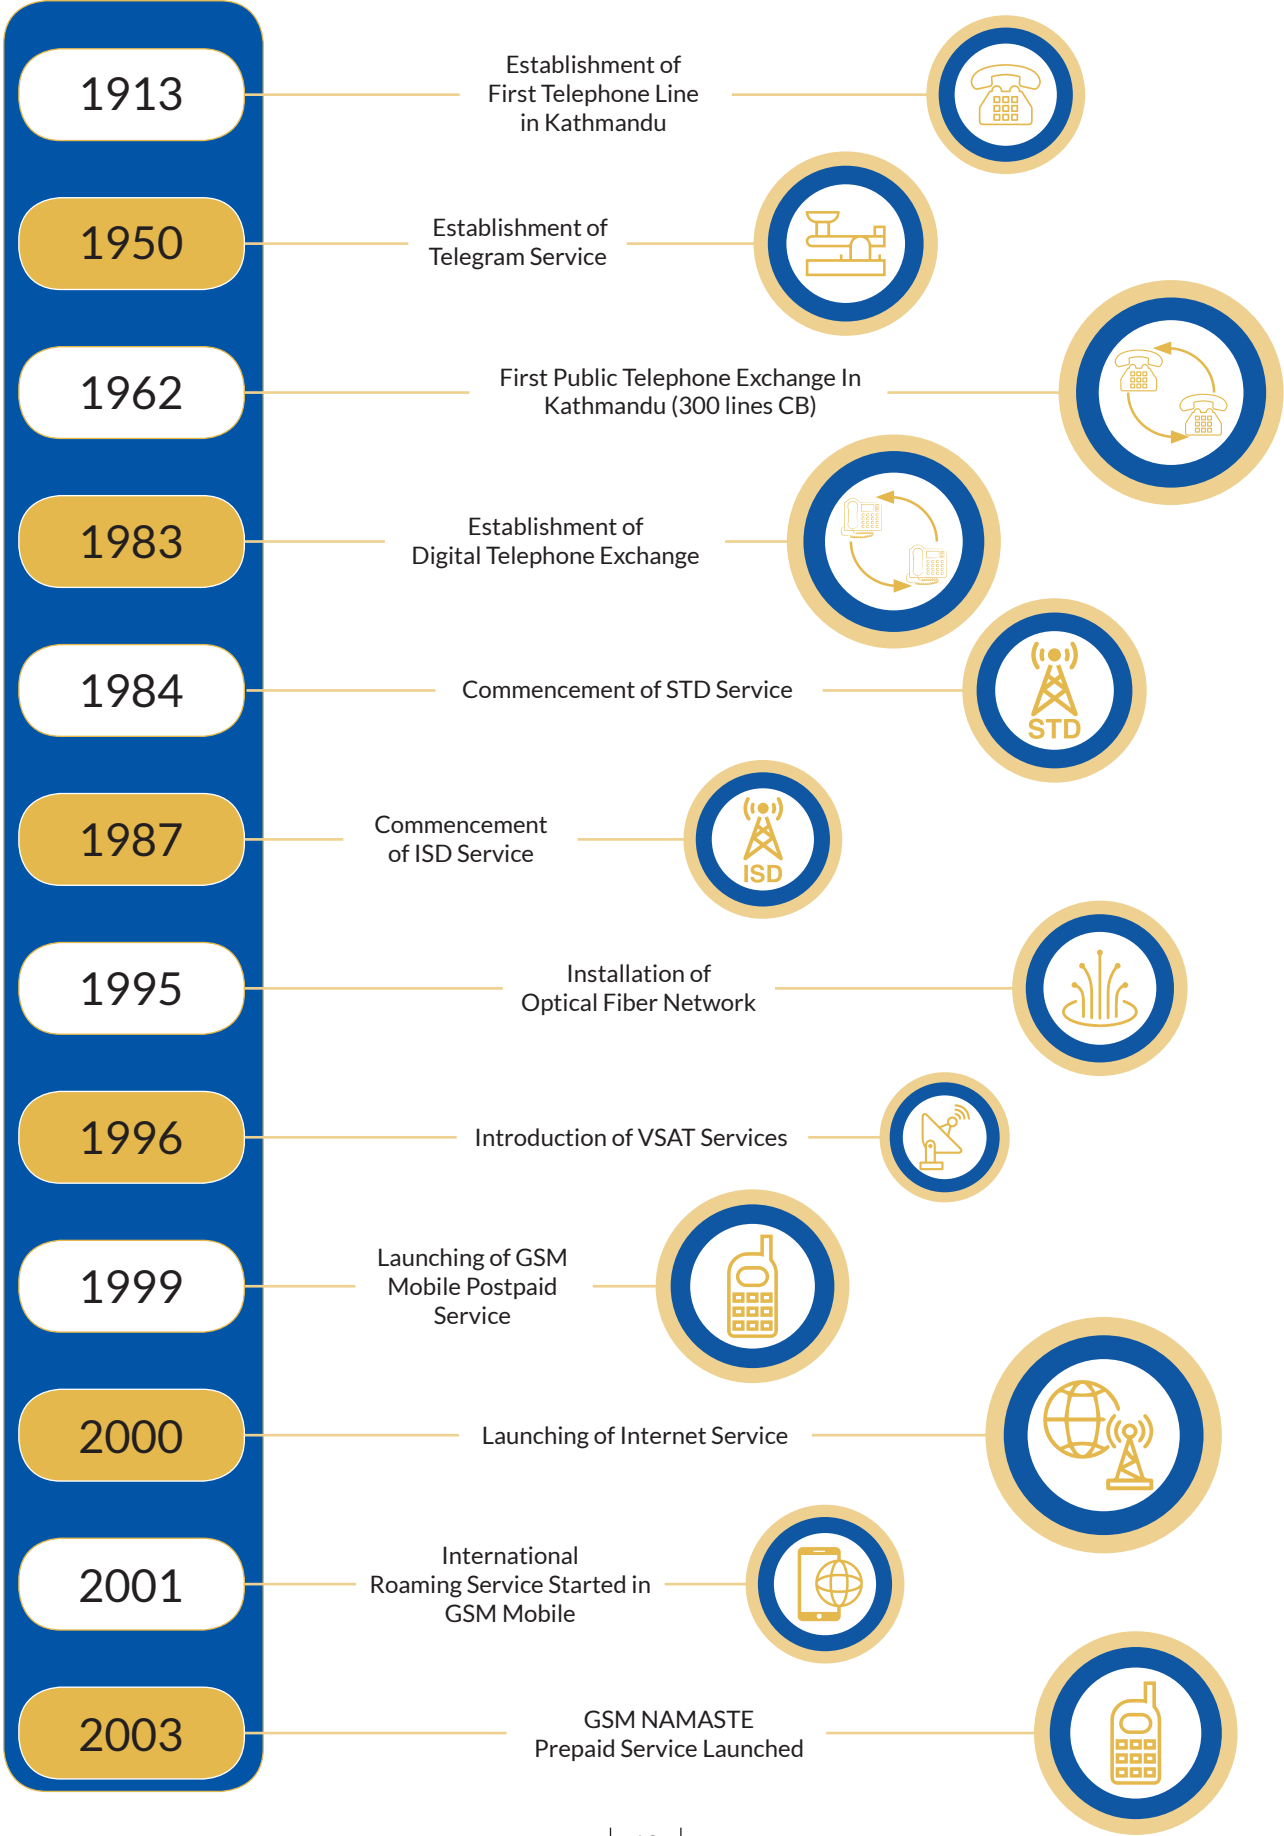 1913
Establishment of
First Telephone Line
in Kathmandu
1950
Establishment of
Telegram Service
1962
First Public Telephone Exchange In
Kathmandu (300 lines CB)
1983
Establishment of
Digital Telephone Exchange
1984
Commencement of STD Service
STD
1987
Commencement
of ISD Service
ISD
1995
Installation of
Optical Fiber Network
1996
Introduction of VSAT Services
1999
Launching of GSM
Mobile Postpaid
Service
2000
Launching of Internet Service
2001
International
Roaming Service Started in
GSM Mobile
2003
GSM NAMASTE
Prepaid Service Launched